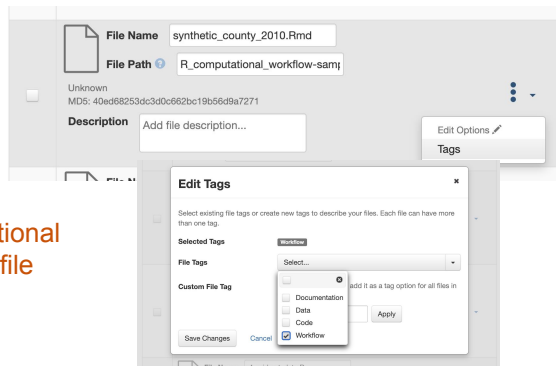 File Name synthetic_county_2010.Rmd
File Path R_computational_workflow-samp
Unknown
MD5: 40ed68253dc3d0c662bc19b56d9a7271
Description Add file description...
Edit Options
Tags
tional
file
Edit Tags
Select existing file tags or create new tags to describe your files. Each file can have more
than one tag.
Selected Tags Workflow
File Tags Select...
Custom File Tag add it as a tag option for all files in
Documentation
Data
Code
Workflow
Apply
Save Changes Cancel